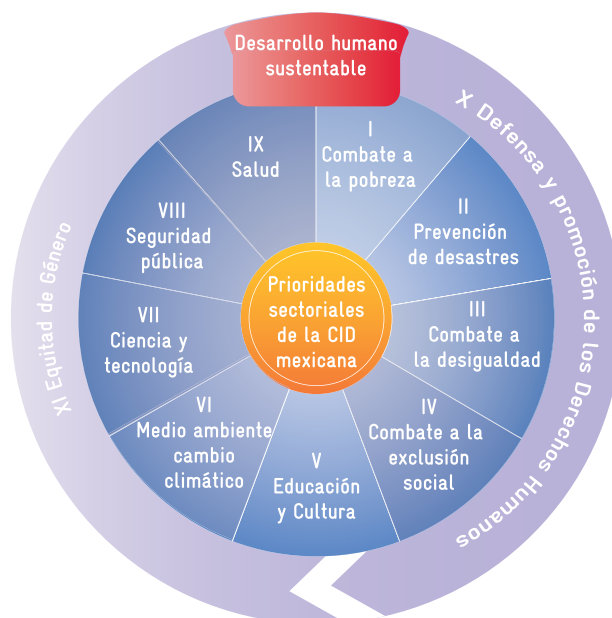 Desarrollo humano
sustentable
I
Combate a
la pobreza
II
Prevención
de desastres
III
Combate a
la desigualdad
IV
Combate a la
exclusión
social
V
Educación
y Cultura
VI
Medio ambiente
cambio
climático
VII
Ciencia y
tecnología
VIII
Seguridad
pública
IX
Salud
X Defensa y promoción de los Derechos Humanos
XI Equitad de Género
Prioridades
sectoriales
de la CID
mexicana